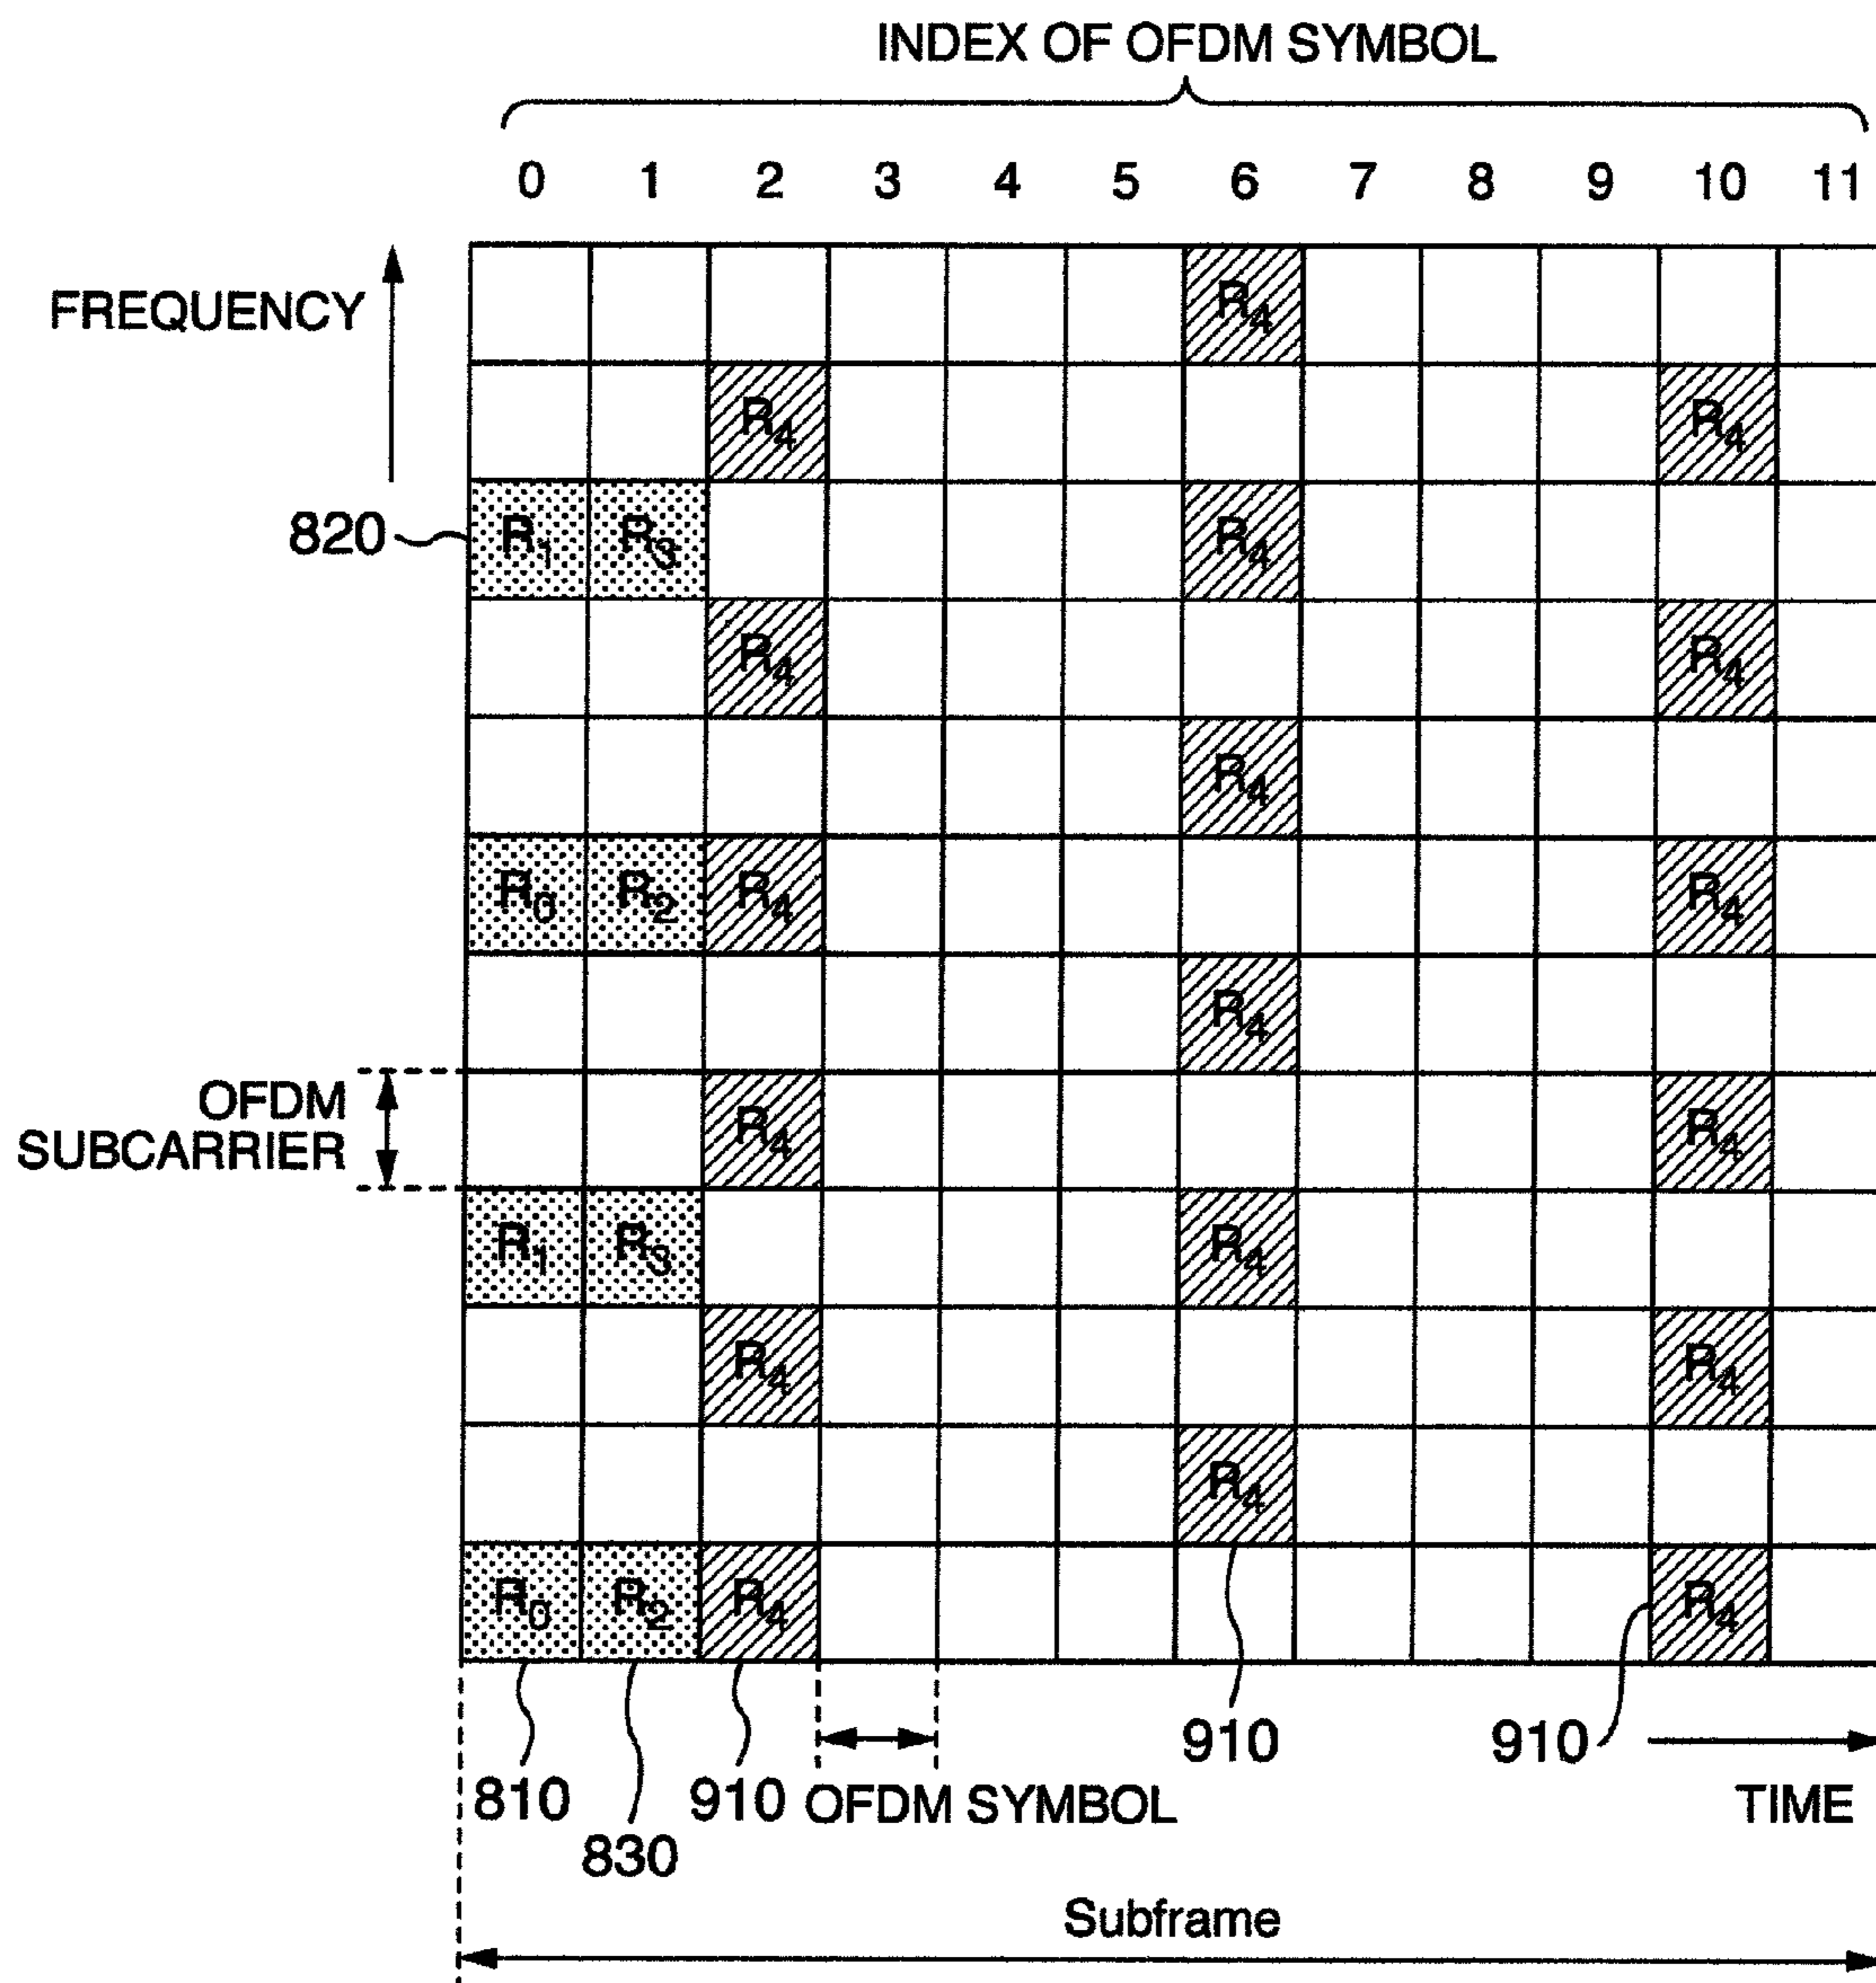 INDEX OF OFDM SYMBOL
0 1 2 3 4 5 6 7 8 9 10 11
FREQUENCY
R4
R4 R4
820 R1 R3 R4
R4 R4
R4
R0 R2 R4 R4
R4
OFDM
SUBCARRIER
R4 R4
R1 R3 R4
R4 R4
R4
R0 R2 R4 R4
910 910
810 910 OFDM SYMBOL TIME
830
Subframe